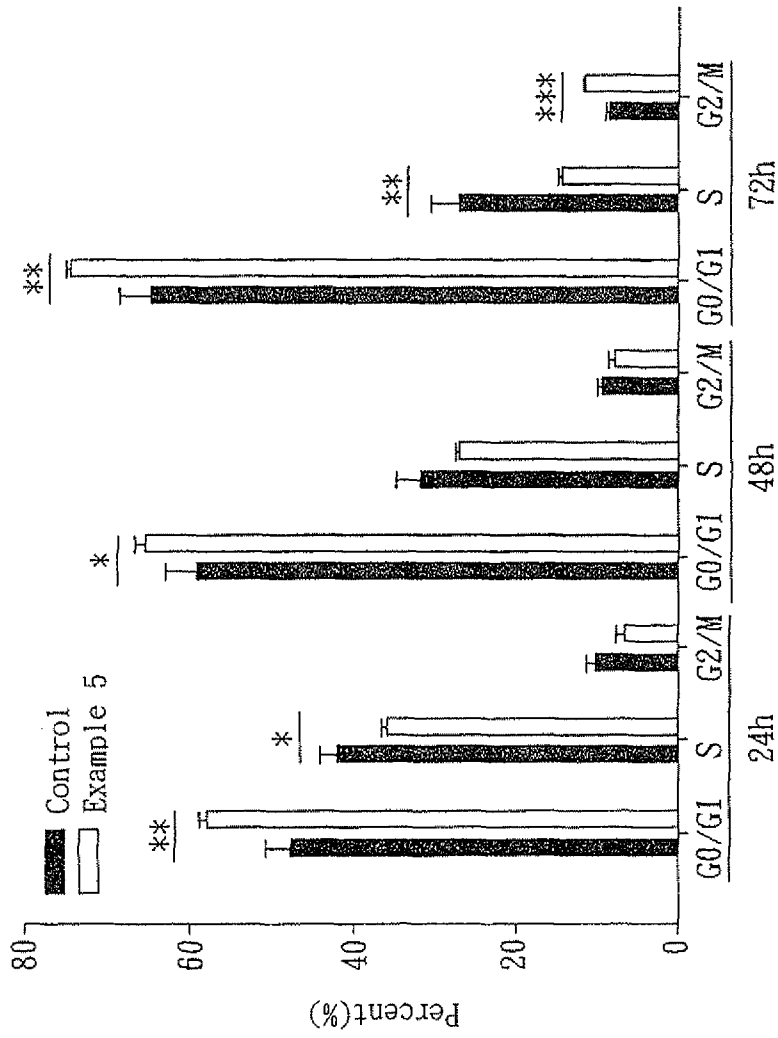 Control
Example 5
Percent(%)
80
60
40
20
0
** * * ** ** ***
G0/G1 S G2/M G0/G1 S G2/M G0/G1 S G2/M
24h 48h 72h